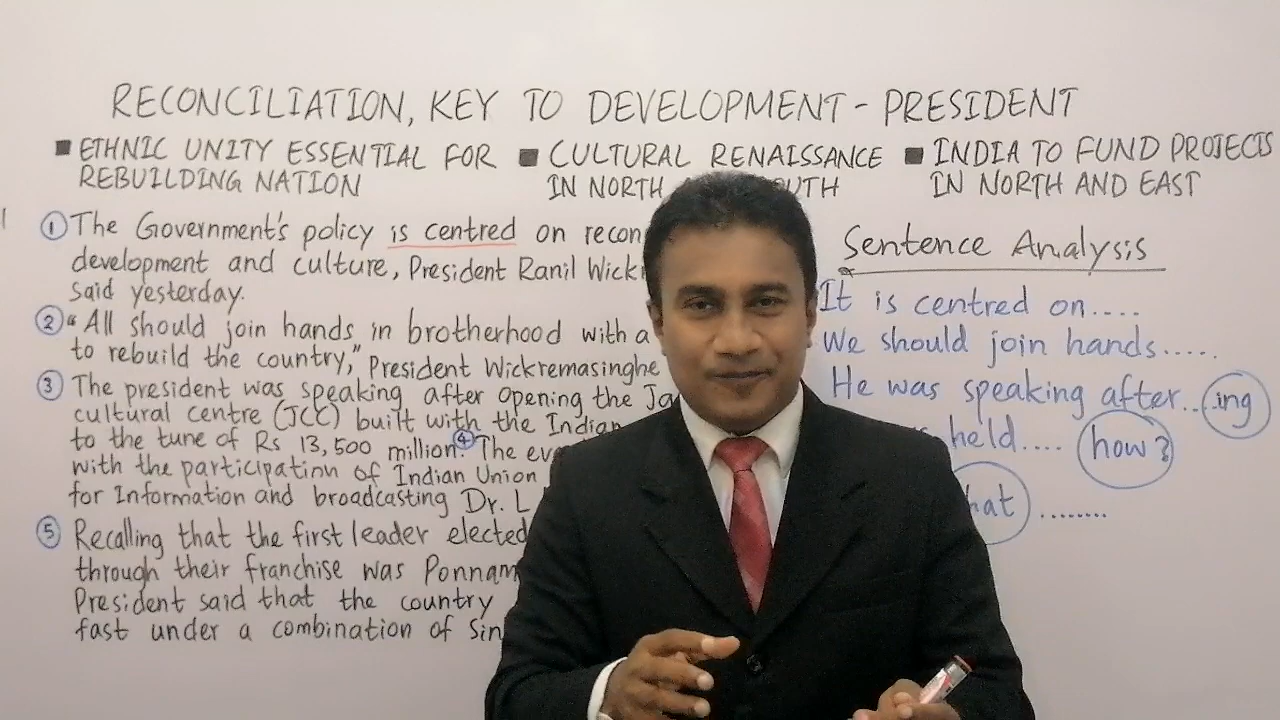 RECONCILIATION, KEY TO DEVELOPMENT - PRESIDENT
■ ETHNIC UNITY ESSENTIAL FOR
REBUILDING NATION
■ CULTURAL RENAISSANCE
IN NORTH
■ INDIA TO FUND PROJECTS
IN NORTH AND EAST
① The Government's policy is centred on
development and culture, President Ranil
said yesterday.
② "All should join hands in brotherhood with
to rebuild the country," President Wickremasinghe
③ The president was speaking after opening the
cultural centre (JCC) built with the Indian
to the tune of Rs 13,500 million. ④ The
with the participation of Indian Union
for Information and broadcasting Dr. L
⑤ Recalling that the first leader elected
through their franchise was
President said that the country
fast under a combination of
Sentence Analysis
It is centred on....
We should join hands.....
He was speaking after... ing
held.... how?
........